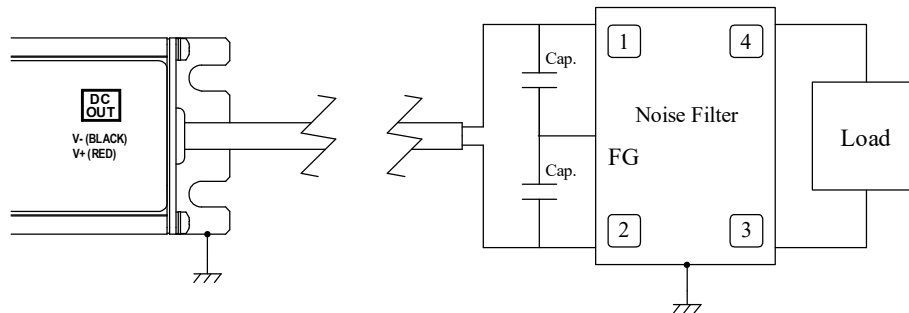 DC
OUT
V- (BLACK)
V+ (RED)
Cap.
Cap.
1
4
Noise Filter
FG
2
3
Load